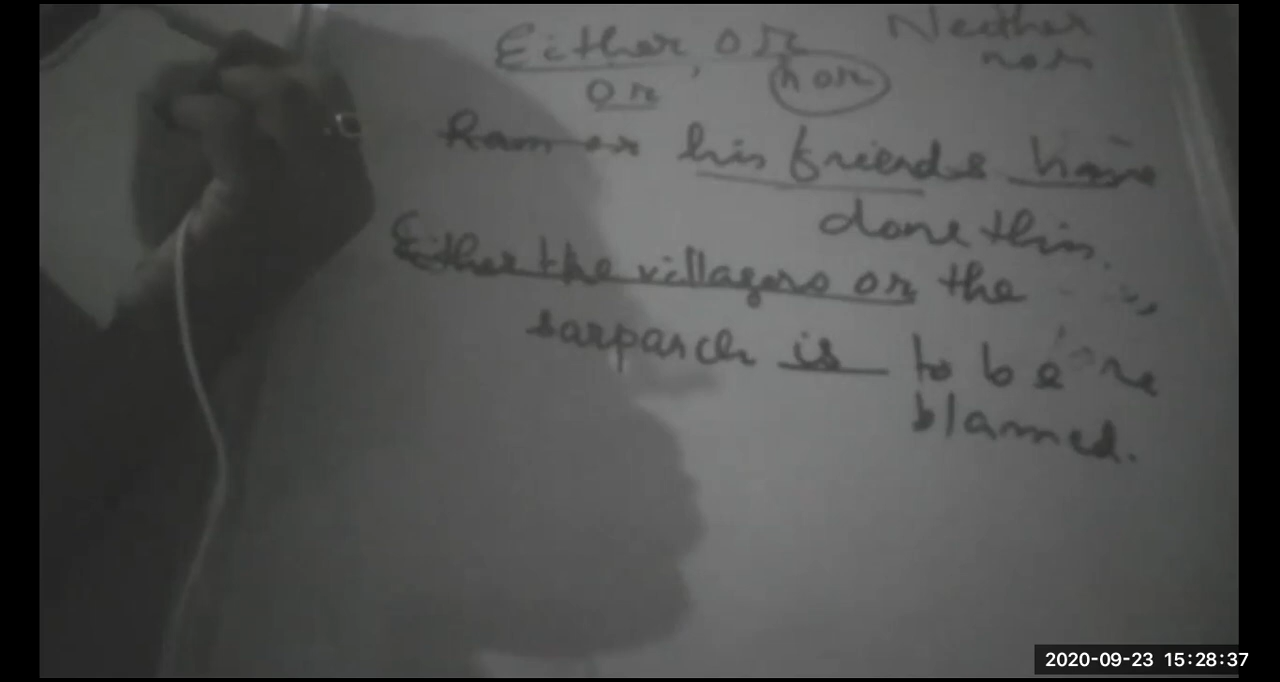 Either, or Neither
or nor nor
Ram or his friends have
done this.
Either the villagers or the
sarpanch is to be
blamed.
2020-09-23 15:28:37